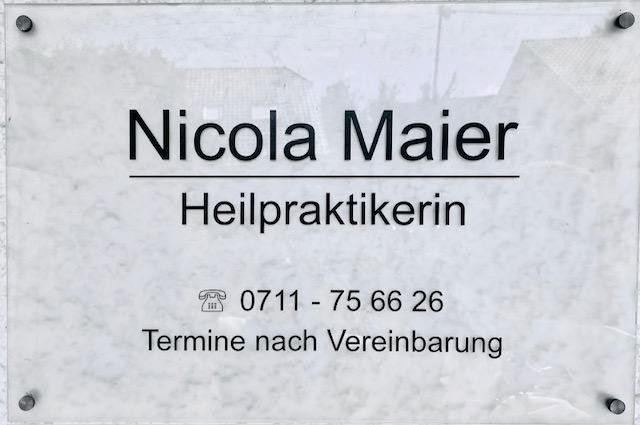 Nicola Maier
Heilpraktikerin
☏ 0711 - 75 66 26
Termine nach Vereinbarung